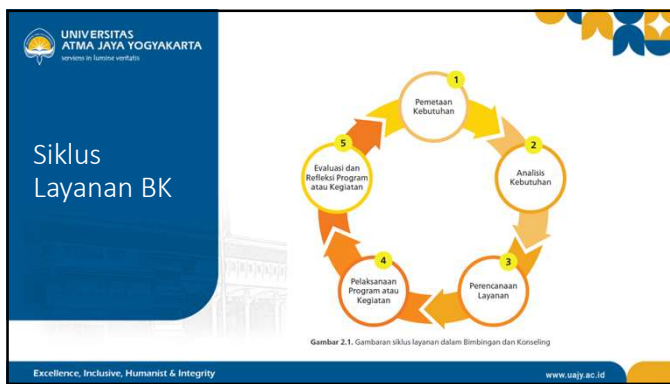 UNIVERSITAS
ATMA JAYA YOGYAKARTA
serviens in lumine veritatis
Siklus
Layanan BK
1
Pemetaan
Kebutuhan
2
Analisis
Kebutuhan
3
Perencanaan
Layanan
4
Pelaksanaan
Program atau
Kegiatan
5
Evaluasi dan
Refleksi Program
atau Kegiatan
Gambar 2.1. Gambaran siklus layanan dalam Bimbingan dan Konseling
Excellence, Inclusive, Humanist & Integrity
www.uajy.ac.id